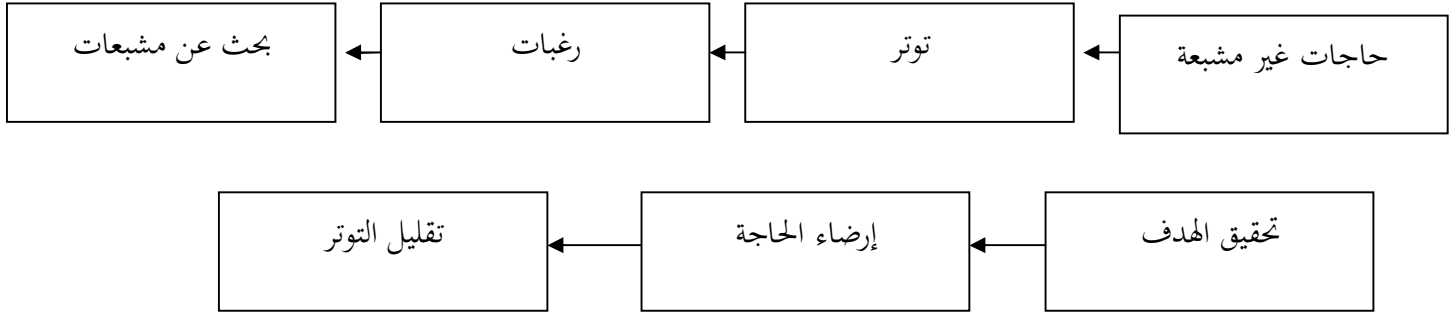 حاجات غير مشبعة
توتر
رغبات
بحث عن مشبعات
تحقيق الهدف
إرضاء الحاجة
تقليل التوتر